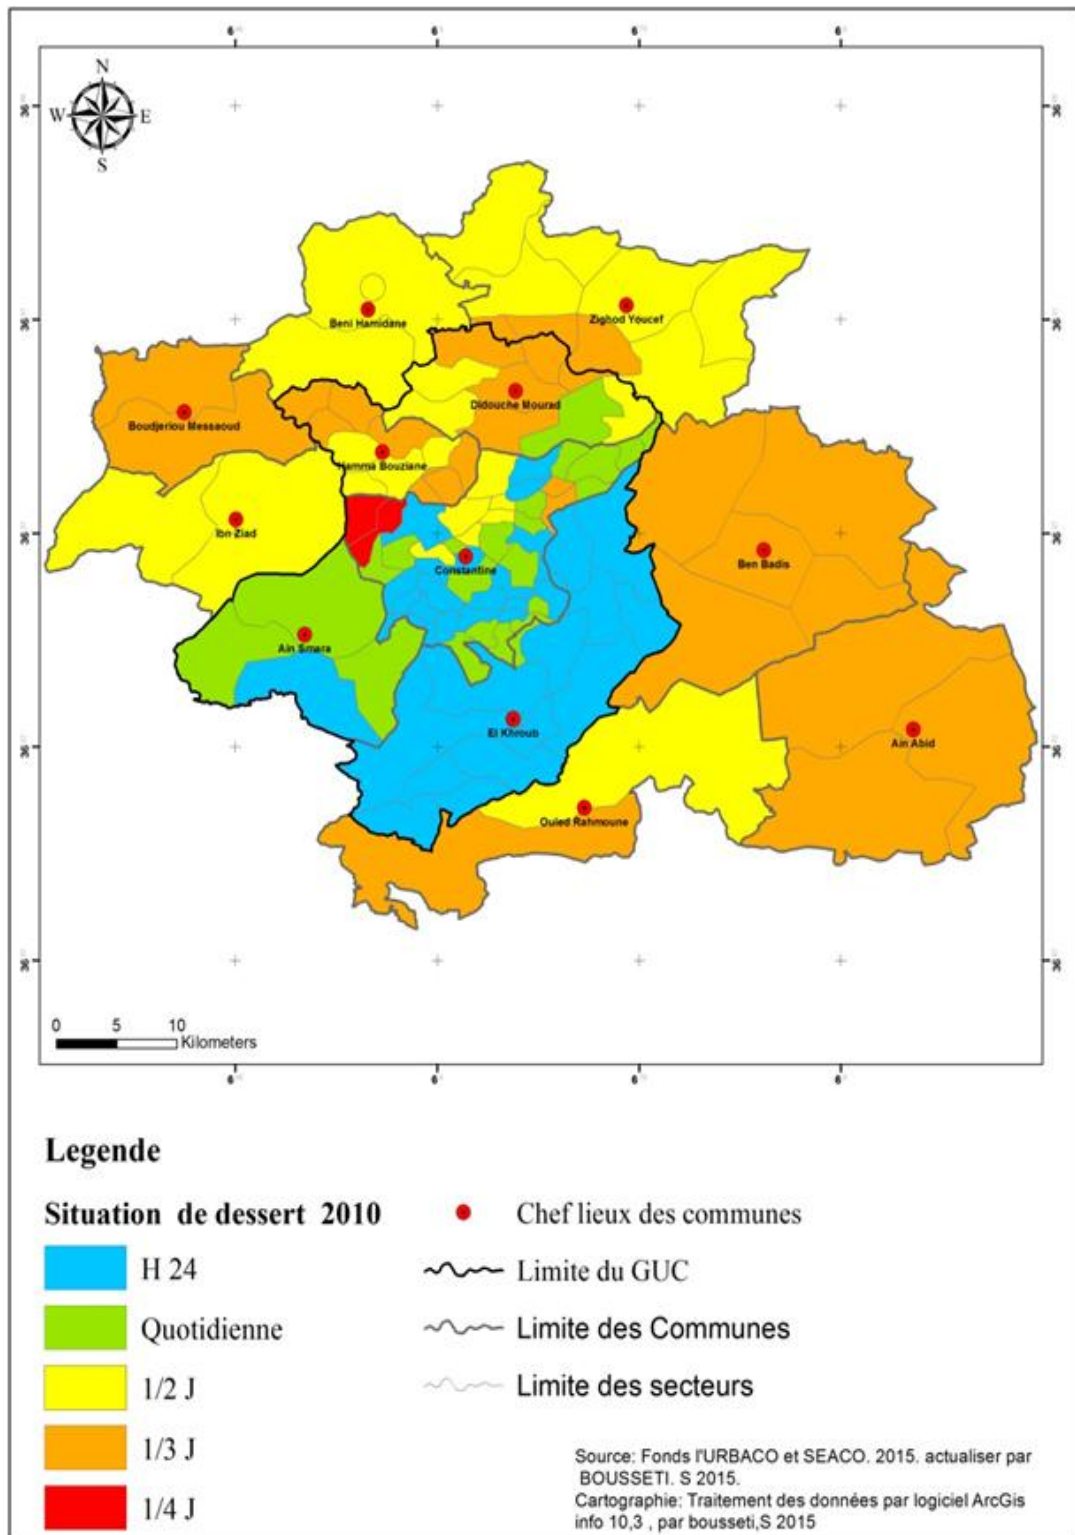 N
W E
S
Beni Hamidane
Zighod Youcef
Didouche Mourad
Boudjeriou Messaoud
Hamma Bouziane
Ibn Ziad
Constantine
Ben Badis
Ain Smara
El Khroub
Ain Abid
Ouled Rahmoune
0 5 10
Kilometers
Legende
Situation de dessert 2010
H 24
Quotidienne
1/2 J
1/3 J
1/4 J
Chef lieux des communes
Limite du GUC
Limite des Communes
Limite des secteurs
Source: Fonds l'URBACO et SEACO. 2015. actualiser par
BOUSSETI. S 2015.
Cartographie: Traitement des données par logiciel ArcGis
info 10,3 , par bousseti,S 2015